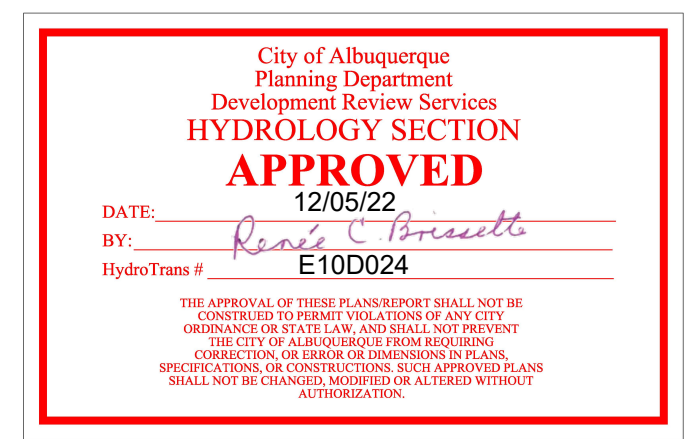 City of Albuquerque
Planning Department
Development Review Services
HYDROLOGY SECTION
APPROVED
DATE: 12/05/22
BY: Renée C. Brissette
HydroTrans # E10D024
THE APPROVAL OF THESE PLANS/REPORT SHALL NOT BE
CONSTRUED TO PERMIT VIOLATIONS OF ANY CITY
ORDINANCE OR STATE LAW, AND SHALL NOT PREVENT
THE CITY OF ALBUQUERQUE FROM REQUIRING
CORRECTION, OR ERROR OR DIMENSIONS IN PLANS,
SPECIFICATIONS, OR CONSTRUCTIONS. SUCH APPROVED PLANS
SHALL NOT BE CHANGED, MODIFIED OR ALTERED WITHOUT
AUTHORIZATION.